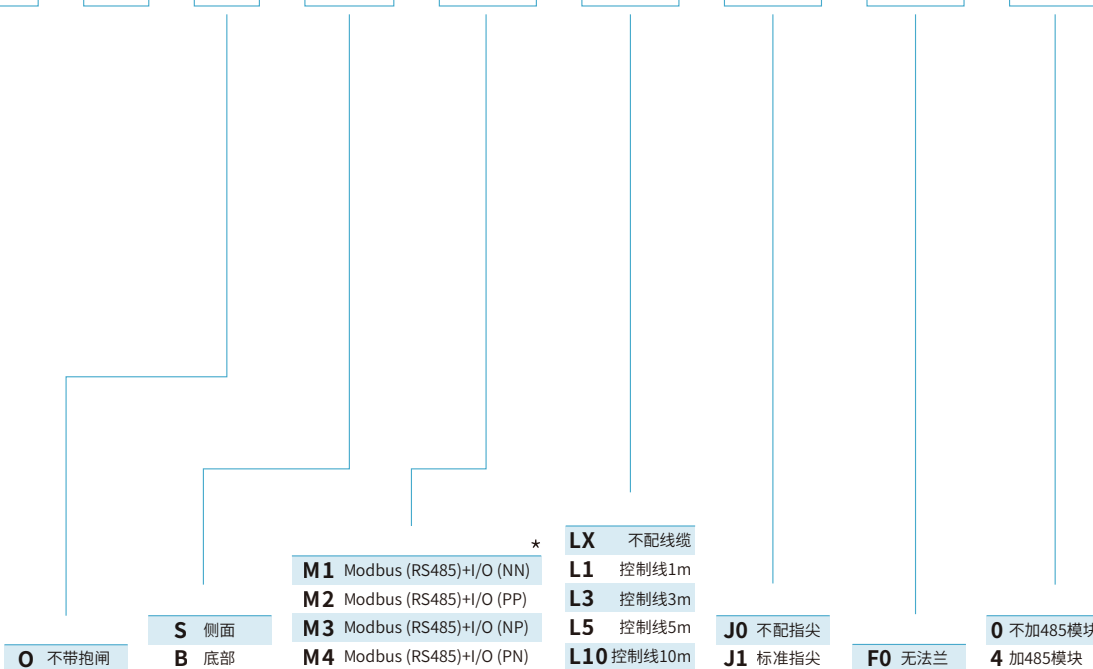 O 不带抱闸
S 侧面
B 底部
*
M1 Modbus (RS485)+I/O (NN)
M2 Modbus (RS485)+I/O (PP)
M3 Modbus (RS485)+I/O (NP)
M4 Modbus (RS485)+I/O (PN)
LX 不配线缆
L1 控制线1m
L3 控制线3m
L5 控制线5m
L10 控制线10m
J0 不配指尖
J1 标准指尖
F0 无法兰
0 不加485模块
4 加485模块